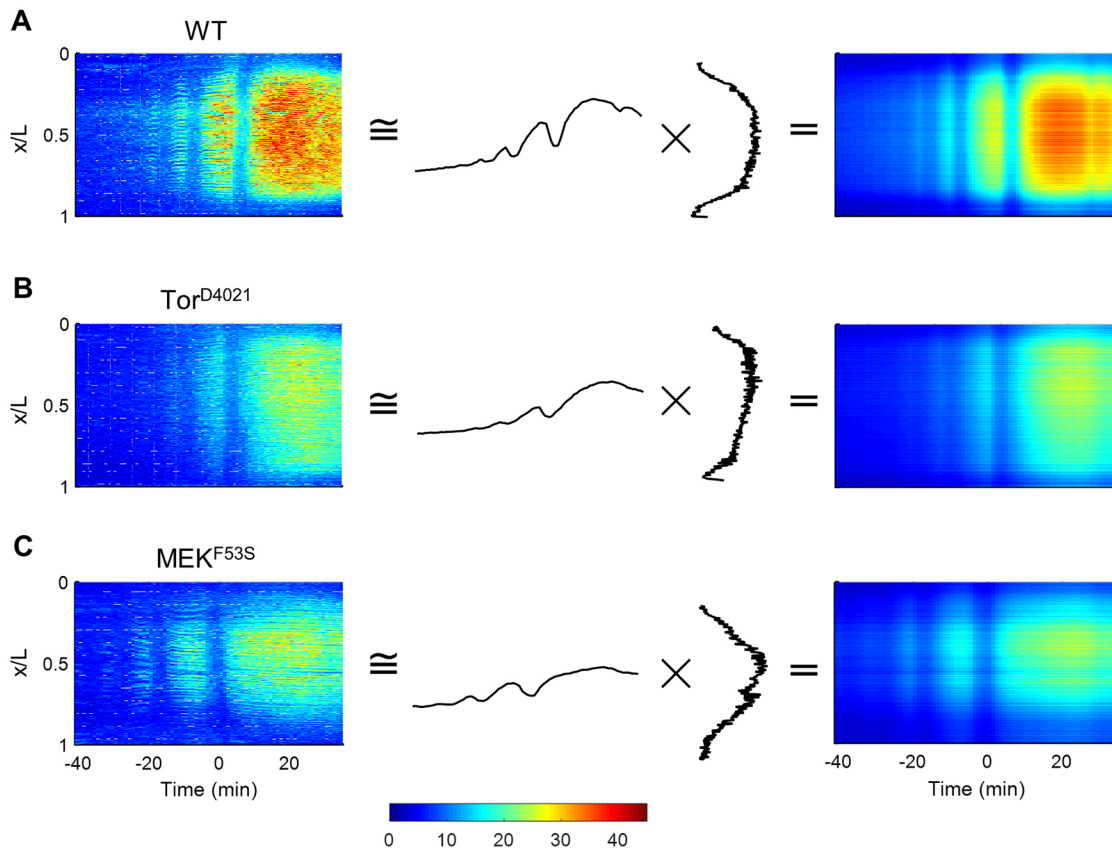 A
WT
0
x/L
0.5
1
≅
×
=
B
Tor^D4021
0
x/L
0.5
1
≅
×
=
C
MEK^F53S
0
x/L
0.5
1
≅
×
=
-40 -20 0 20
Time (min)
-40 -20 0 20
Time (min)
0 10 20 30 40